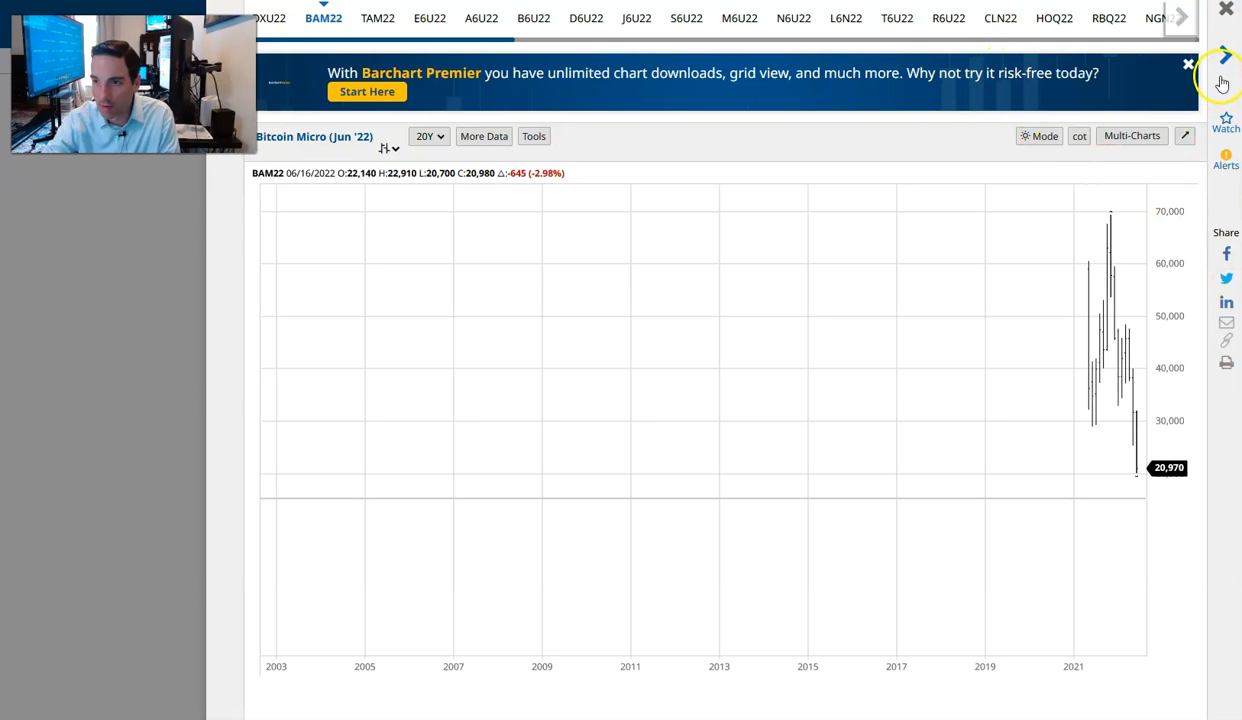 DXU22 BAM22 TAM22 E6U22 A6U22 B6U22 D6U22 J6U22 S6U22 M6U22 N6U22 L6N22 T6U22 R6U22 CLN22 HOQ22 RBQ22
With Barchart Premier you have unlimited chart downloads, grid view, and much more. Why not try it risk-free today?
Start Here
Bitcoin Micro (Jun '22) 20Y More Data Tools Mode cot Multi-Charts
BAM22 06/16/2022 O:22,140 H:22,910 L:20,700 C:20,980 △:-645 (-2.98%)
70,000
60,000
50,000
40,000
30,000
20,970
2003 2005 2007 2009 2011 2013 2015 2017 2019 2021
Watch
Alerts
Share